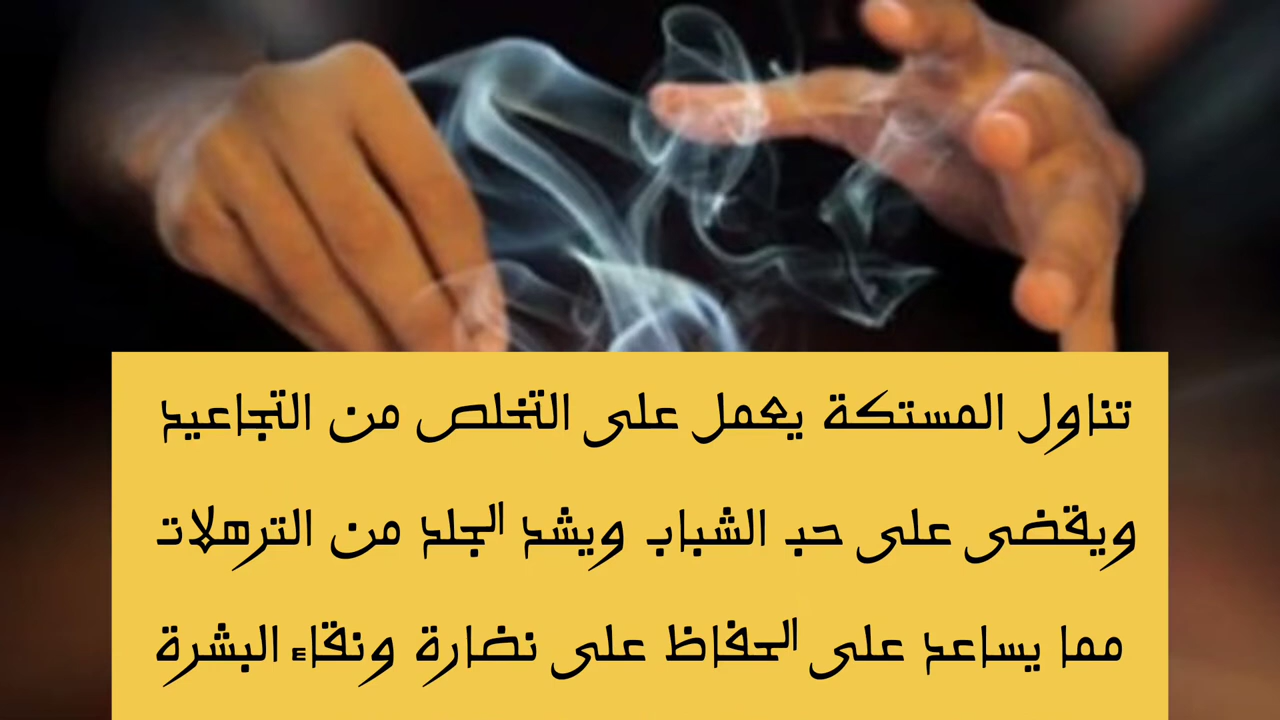 تناول المستكة يعمل على التخلص من التجاعيد
ويقضى على حب الشباب ويشد الجلد من الترهلات
مما يساعد على الحفاظ على نضارة ونقاء البشرة